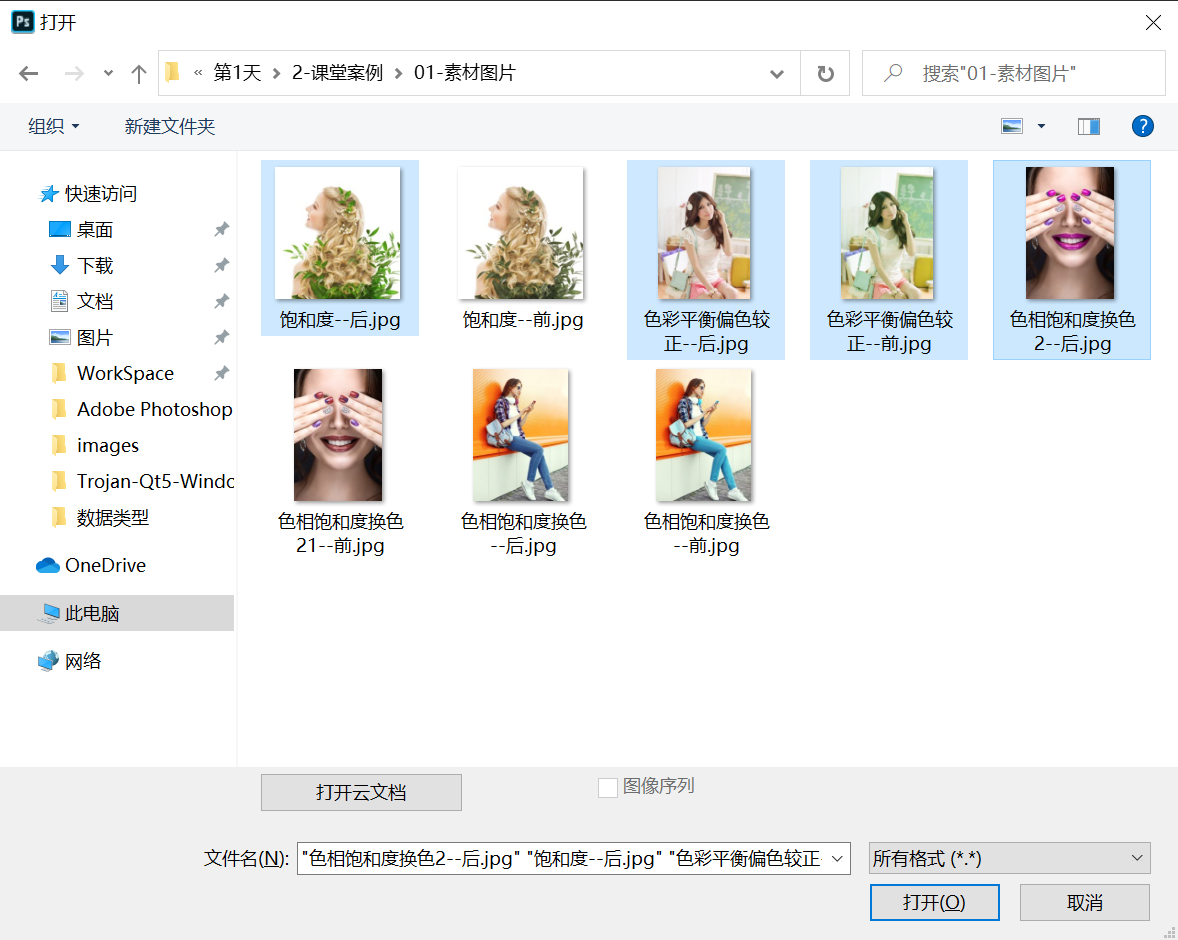 Ps 打开
« 第1天 › 2-课堂案例 › 01-素材图片
搜索"01-素材图片"
组织
新建文件夹
?
快速访问
桌面
下载
文档
图片
WorkSpace
Adobe Photoshop
images
Trojan-Qt5-Windo
数据类型
OneDrive
此电脑
网络
饱和度--后.jpg
饱和度--前.jpg
色彩平衡偏色较
正--后.jpg
色彩平衡偏色较
正--前.jpg
色相饱和度换色
2--后.jpg
色相饱和度换色
21--前.jpg
色相饱和度换色
--后.jpg
色相饱和度换色
--前.jpg
打开云文档
图像序列
文件名(N):
"色相饱和度换色2--后.jpg" "饱和度--后.jpg" "色彩平衡偏色较正-
所有格式 (*.*)
打开(O)
取消